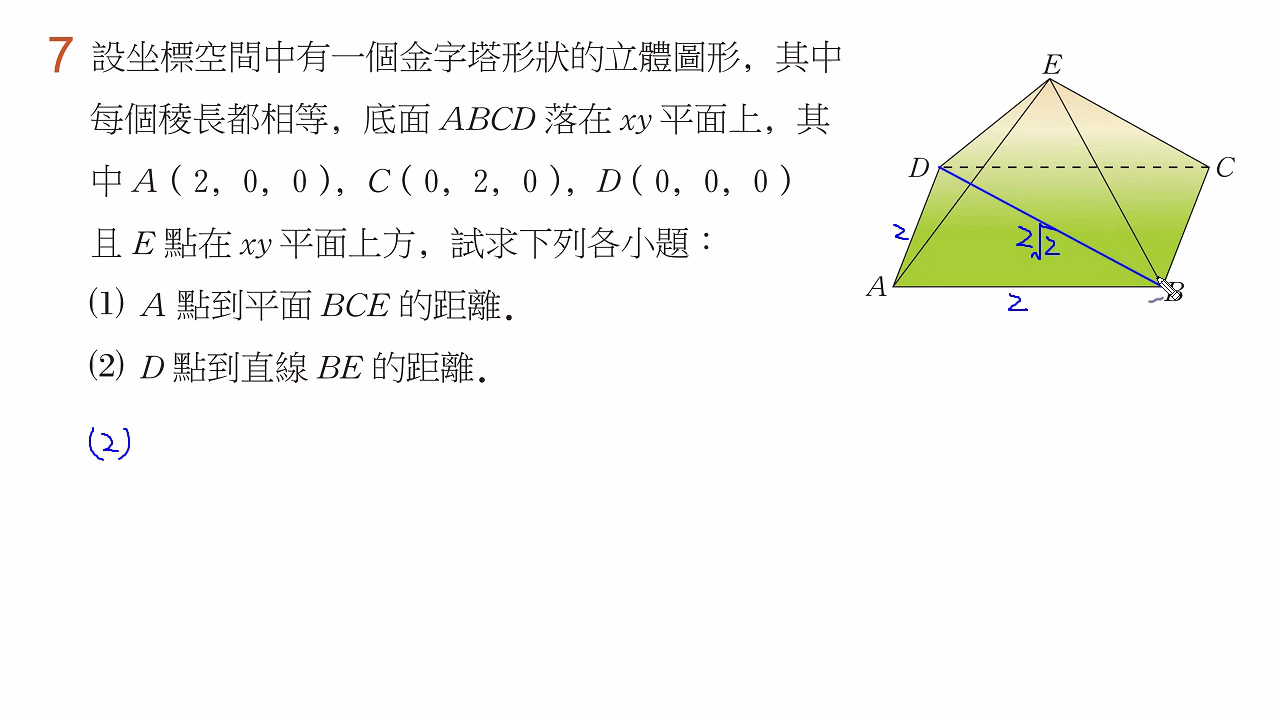 7 設坐標空間中有一個金字塔形狀的立體圖形，其中
每個稜長都相等，底面 ABCD 落在 xy 平面上，其
中 A（2，0，0），C（0，2，0），D（0，0，0）
且 E 點在 xy 平面上方，試求下列各小題：
(1) A 點到平面 BCE 的距離．
(2) D 點到直線 BE 的距離．
(2)
E
D
C
2
2√2
A
B
2